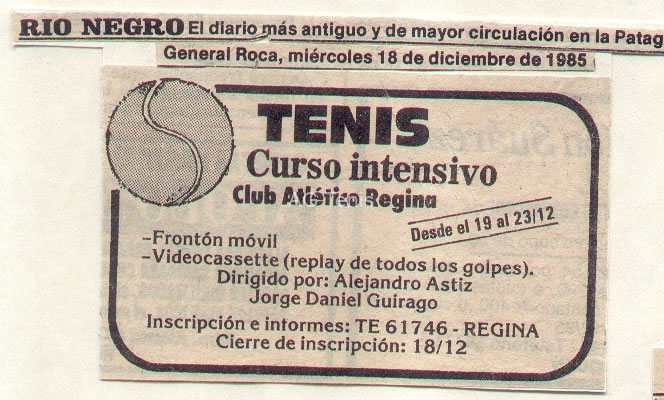 RIO NEGRO El diario más antiguo y de mayor circulación en la Patag
General Roca, miércoles 18 de diciembre de 1985
TENIS
Curso intensivo
Club Atlético Regina
Desde el 19 al 23/12
-Frontón móvil
-Videocassette (replay de todos los golpes).
Dirigido por: Alejandro Astiz
Jorge Daniel Guirago
Inscripción e informes: TE 61746 - REGINA
Cierre de inscripción: 18/12